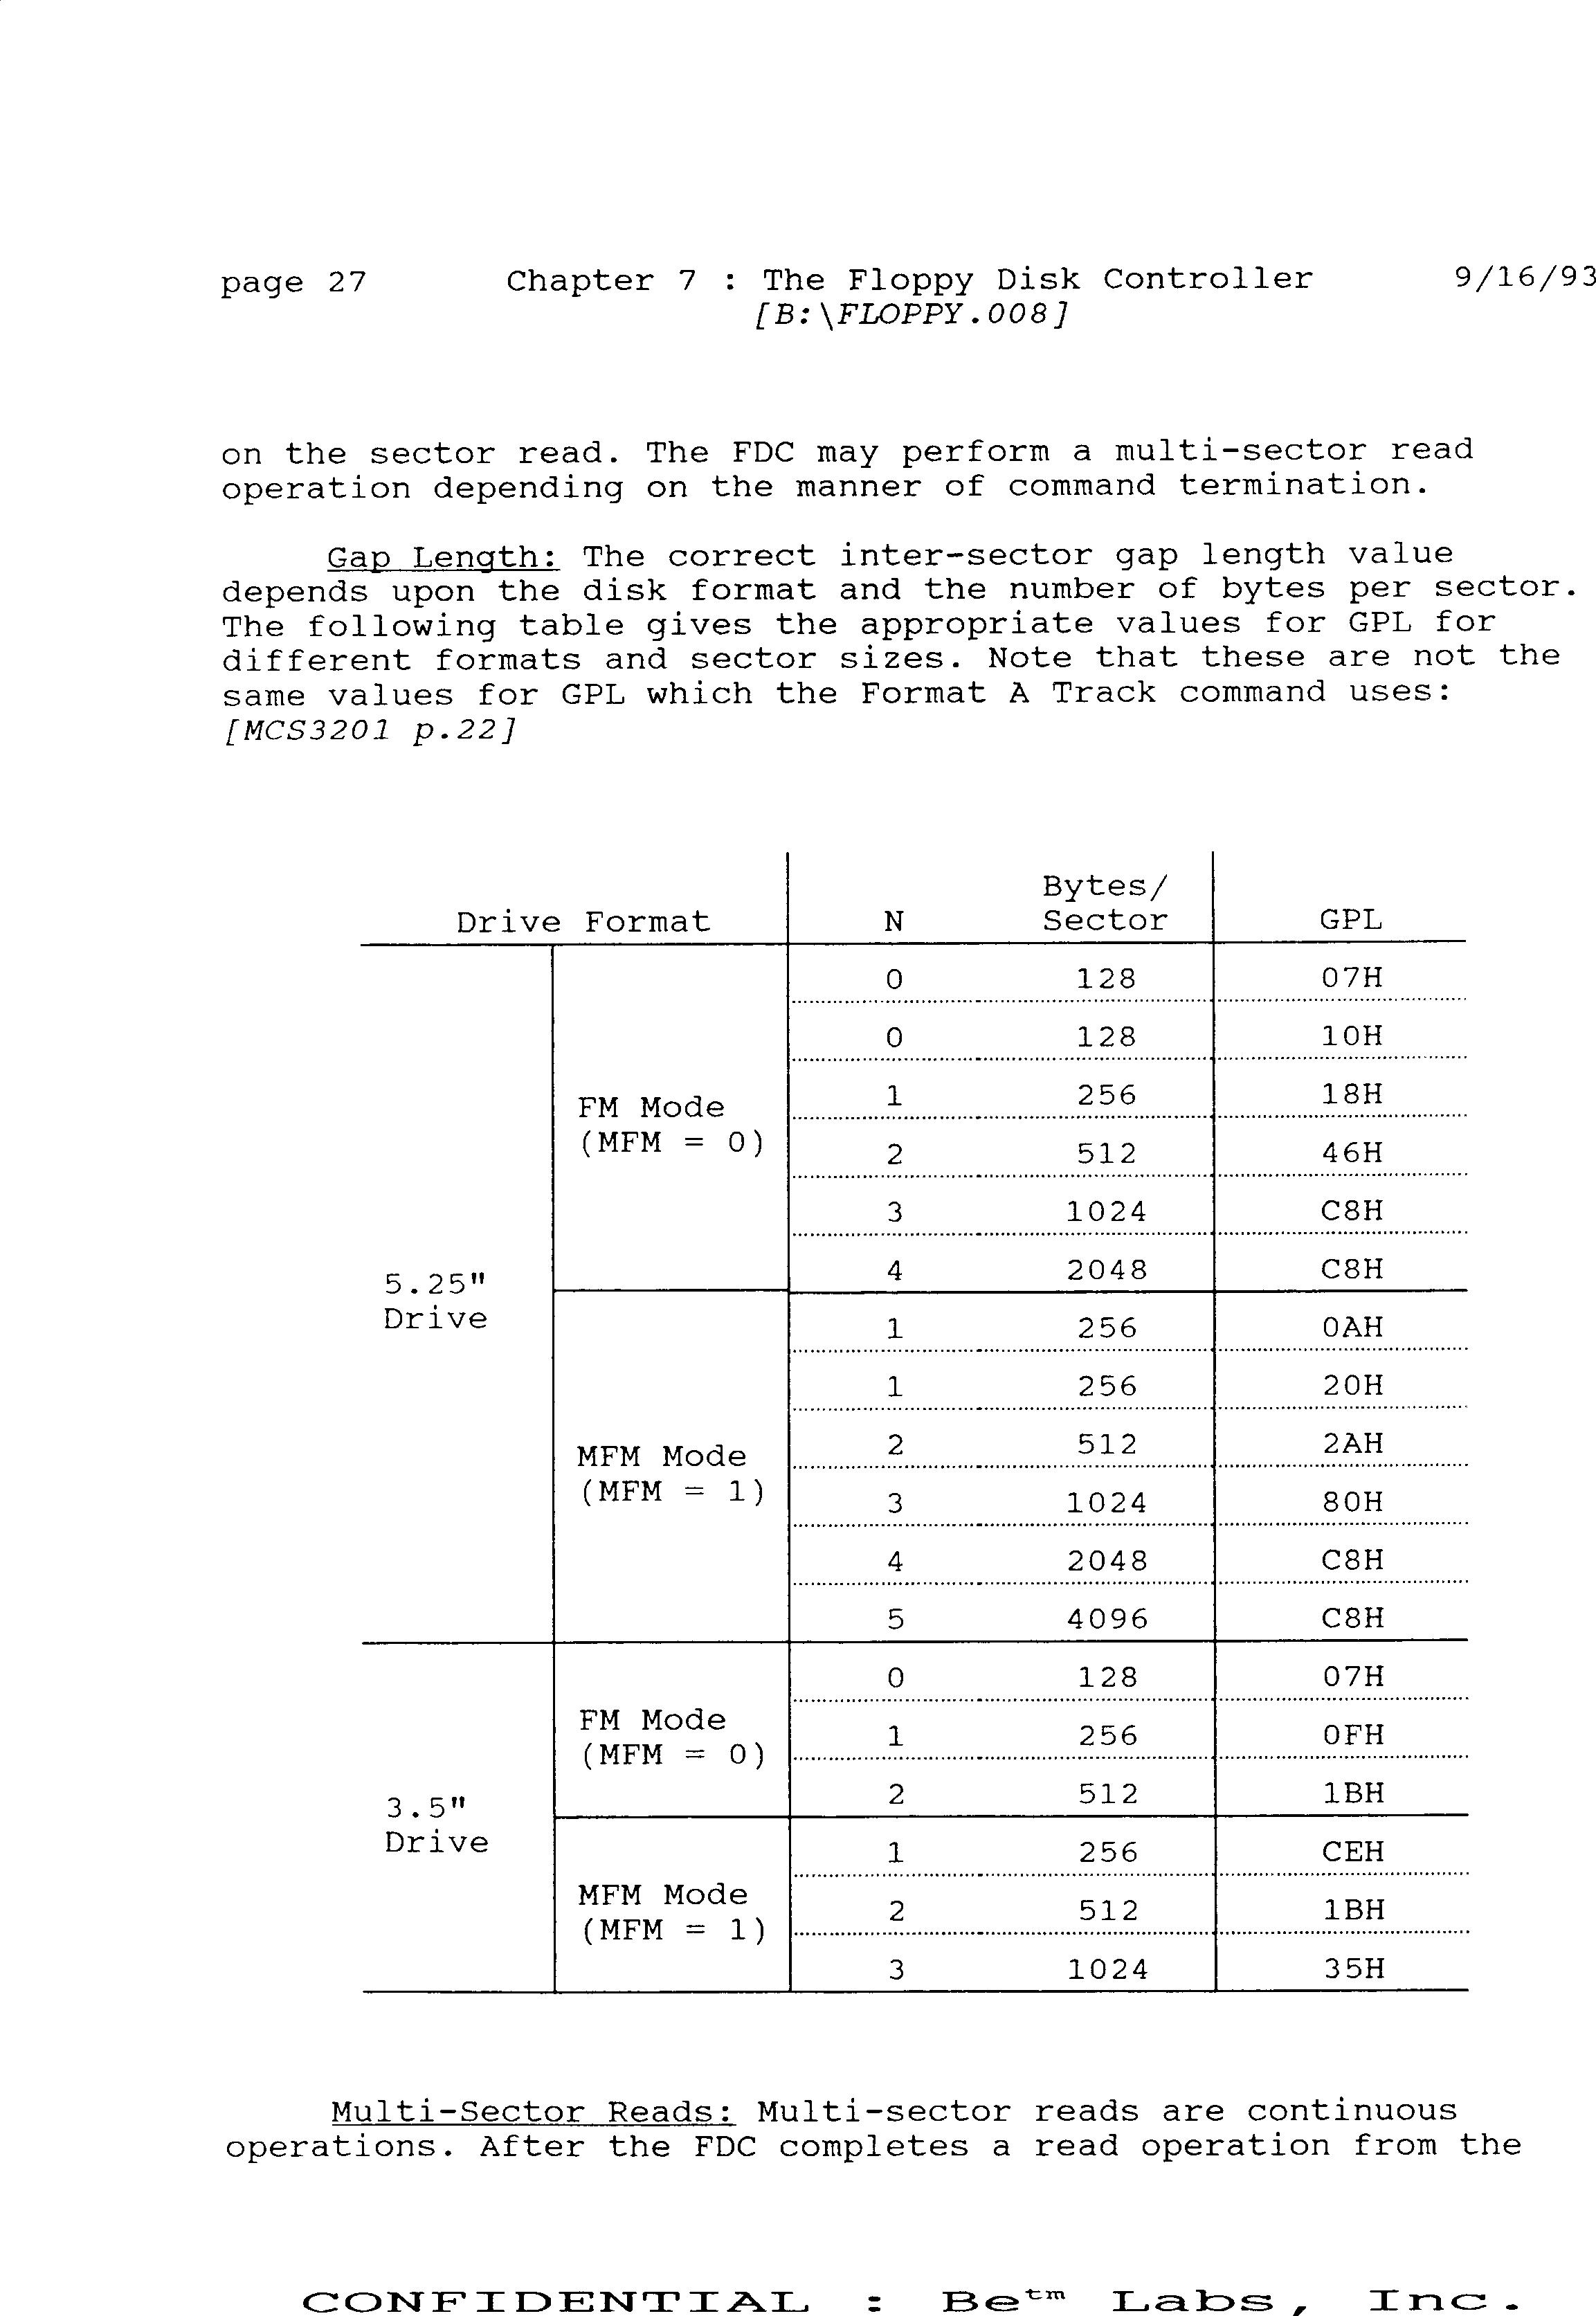 page 27 Chapter 7 : The Floppy Disk Controller 9/16/93
[B:\FLOPPY.008]
on the sector read. The FDC may perform a multi-sector read
operation depending on the manner of command termination.
Gap Length: The correct inter-sector gap length value
depends upon the disk format and the number of bytes per sector.
The following table gives the appropriate values for GPL for
different formats and sector sizes. Note that these are not the
same values for GPL which the Format A Track command uses:
[MCS3201 p.22]
Bytes/
Drive Format N Sector GPL
0 128 07H
0 128 10H
FM Mode 1 256 18H
(MFM = 0) 2 512 46H
3 1024 C8H
5.25" 4 2048 C8H
Drive 1 256 0AH
1 256 20H
MFM Mode 2 512 2AH
(MFM = 1) 3 1024 80H
4 2048 C8H
5 4096 C8H
0 128 07H
FM Mode 1 256 0FH
(MFM = 0) 2 512 1BH
3.5"
Drive 1 256 CEH
MFM Mode 2 512 1BH
(MFM = 1) 3 1024 35H
Multi-Sector Reads: Multi-sector reads are continuous
operations. After the FDC completes a read operation from the
CONFIDENTIAL : Be™ Labs, Inc.